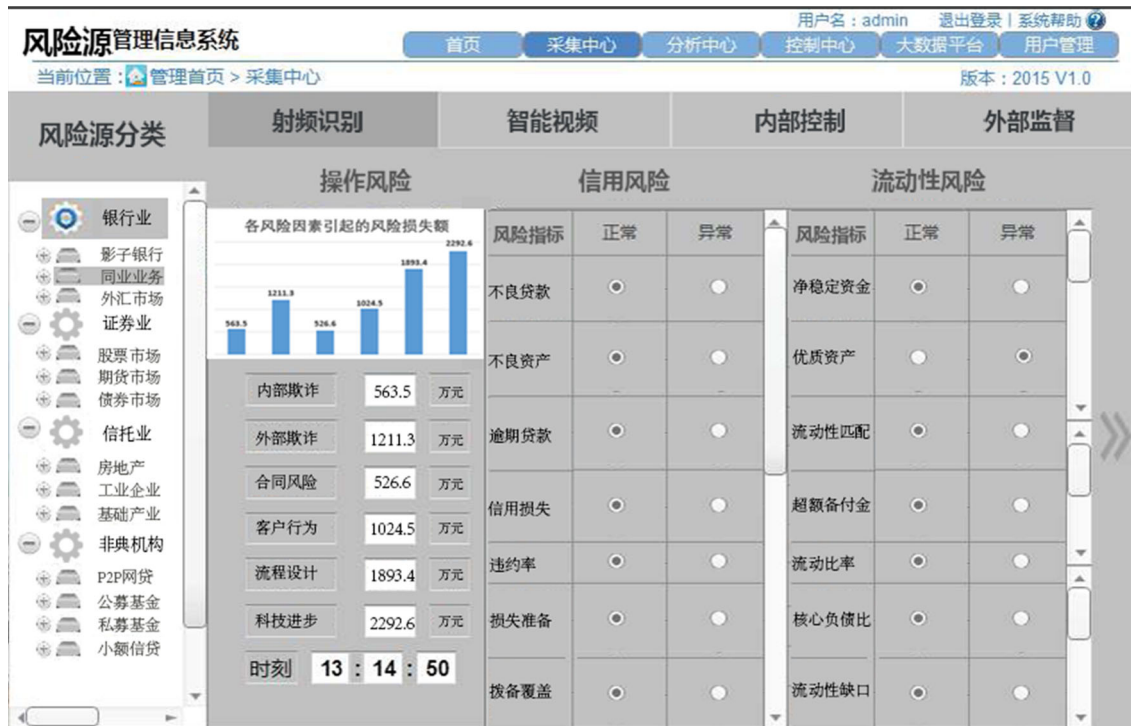 用户名：admin 退出登录 | 系统帮助
风险源管理信息系统
首页 采集中心 分析中心 控制中心 大数据平台 用户管理
当前位置： 管理首页 > 采集中心 版本：2015 V1.0
风险源分类
射频识别 智能视频 内部控制 外部监督
银行业
影子银行
同业业务
外汇市场
证券业
股票市场
期货市场
债券市场
信托业
房地产
工业企业
基础产业
非典机构
P2P网贷
公募基金
私募基金
小额信贷
操作风险
各风险因素引起的风险损失额
563.5
1211.3
526.6
1024.5
1893.4
2292.6
内部欺诈 563.5 万元
外部欺诈 1211.3 万元
合同风险 526.6 万元
客户行为 1024.5 万元
流程设计 1893.4 万元
科技进步 2292.6 万元
时刻 13 : 14 : 50
信用风险
风险指标 正常 异常
不良贷款
不良资产
逾期贷款
信用损失
违约率
损失准备
拨备覆盖
流动性风险
风险指标 正常 异常
净稳定资金
优质资产
流动性匹配
超额备付金
流动比率
核心负债比
流动性缺口